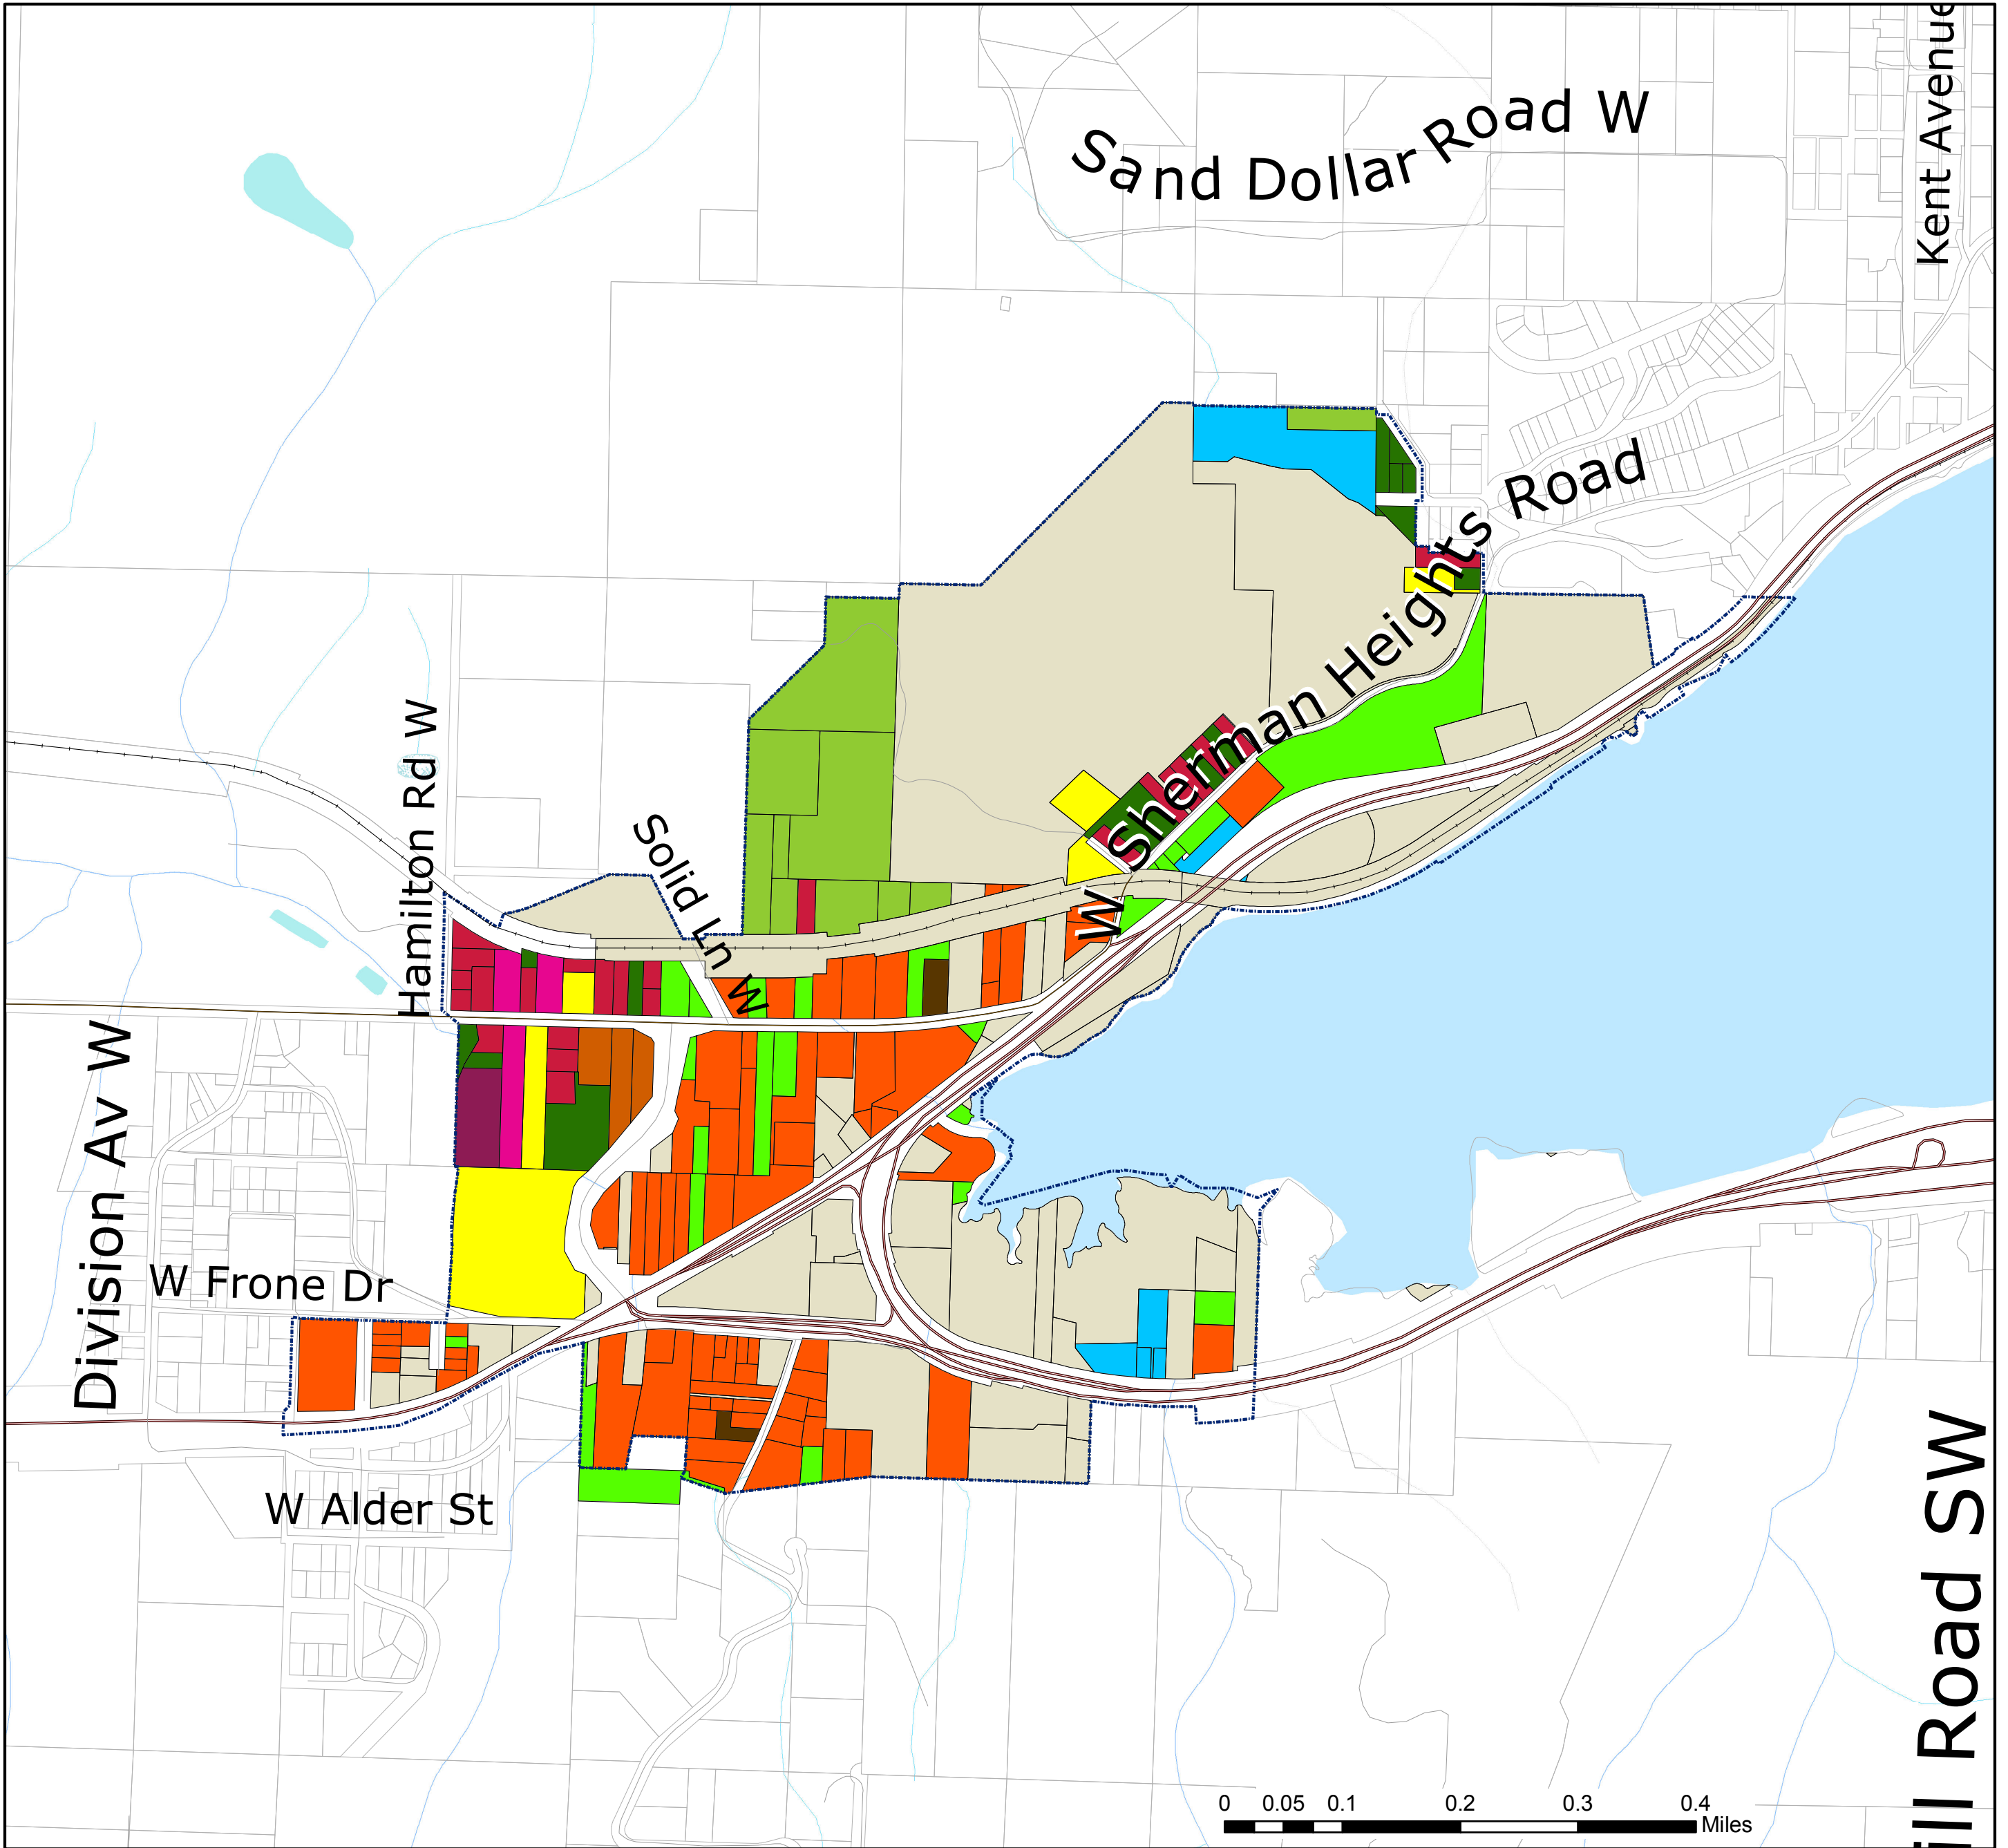 Kent Avenue
Sand Dollar Road W
W Sherman Heights Road
Hamilton Rd W
Solid Ln W
Division Av W
W Frone Dr
W Alder St
Road SW
0 0.05 0.1 0.2 0.3 0.4
Miles